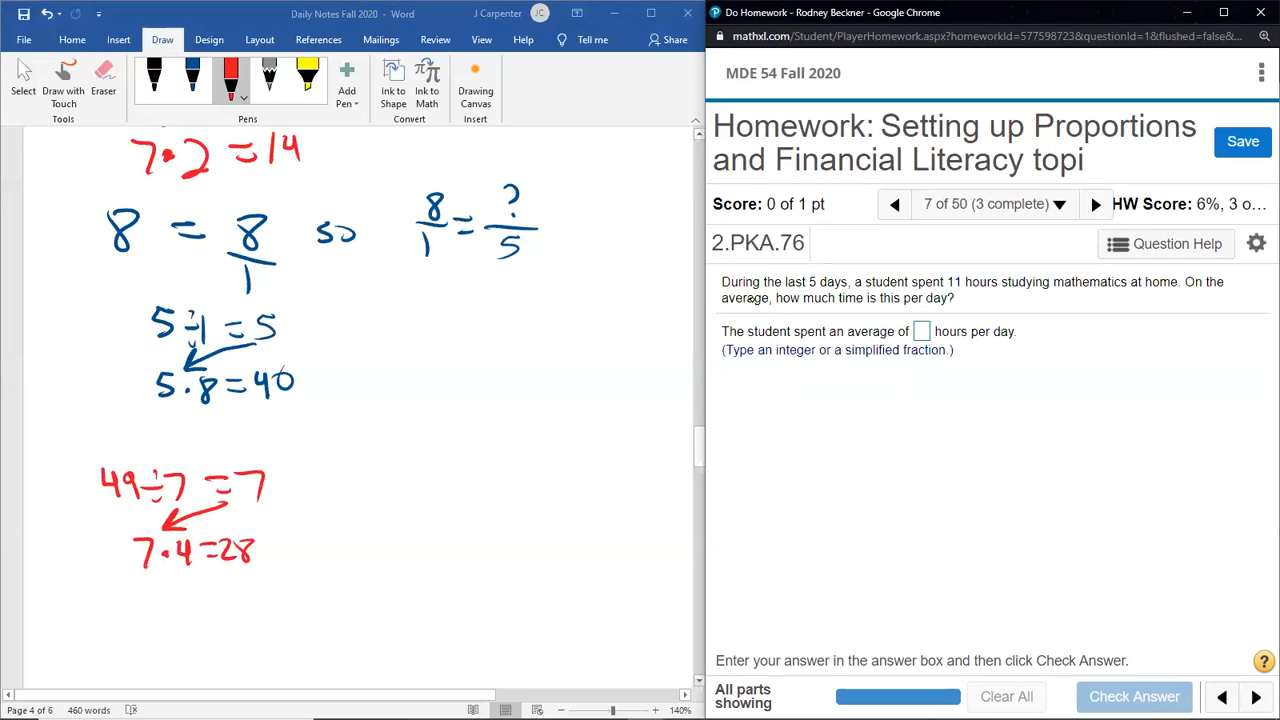 Daily Notes Fall 2020 - Word
J Carpenter
JC
File Home Insert Draw Design Layout References Mailings Review View Help Tell me Share
Select
Draw with Touch
Eraser
Add Pen
Ink to Shape
Ink to Math
Drawing Canvas
Tools
Pens
Convert
Insert
7•2=14
8 = 8/1 so 8/1 = ?/5
5÷1=5
5·8=40
49÷7=7
7·4=28
Page 4 of 6 460 words
140%
Do Homework - Rodney Beckner - Google Chrome
mathxl.com/Student/PlayerHomework.aspx?homeworkId=577598723&questionId=1&flushed=false&...
MDE 54 Fall 2020
Homework: Setting up Proportions
and Financial Literacy topi
Save
Score: 0 of 1 pt
7 of 50 (3 complete)
HW Score: 6%, 3 o...
2.PKA.76
Question Help
During the last 5 days, a student spent 11 hours studying mathematics at home. On the
average, how much time is this per day?
The student spent an average of hours per day.
(Type an integer or a simplified fraction.)
Enter your answer in the answer box and then click Check Answer.
?
All parts
showing
Clear All
Check Answer